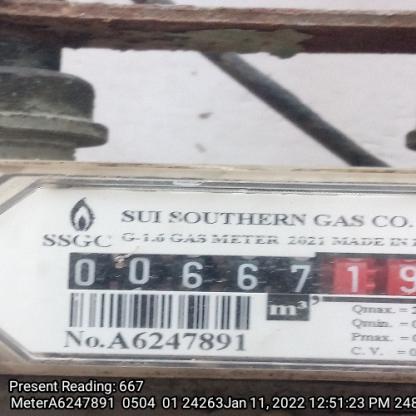 SUI SOUTHERN GAS CO.
SSGC G-1.6 GAS METER 2021 MADE IN
0 0 6 6 7 1 9
m³
No.A6247891
Qmax. =
Qmin. =
Pmax. =
C. V. =
Present Reading: 667
MeterA6247891 0504 01 24263Jan 11, 2022 12:51:23 PM 248